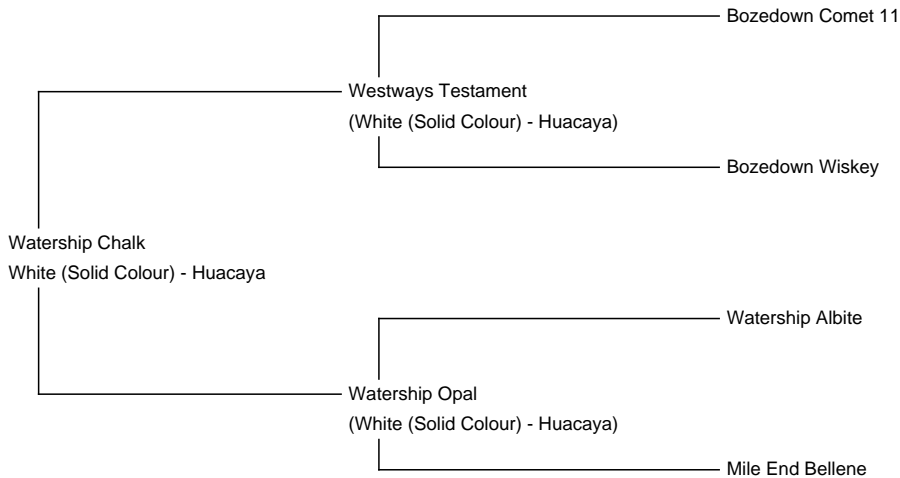 Bozedown Comet 11
Westways Testament
(White (Solid Colour) - Huacaya)
Bozedown Wiskey
Watership Chalk
White (Solid Colour) - Huacaya
Watership Albite
Watership Opal
(White (Solid Colour) - Huacaya)
Mile End Bellene